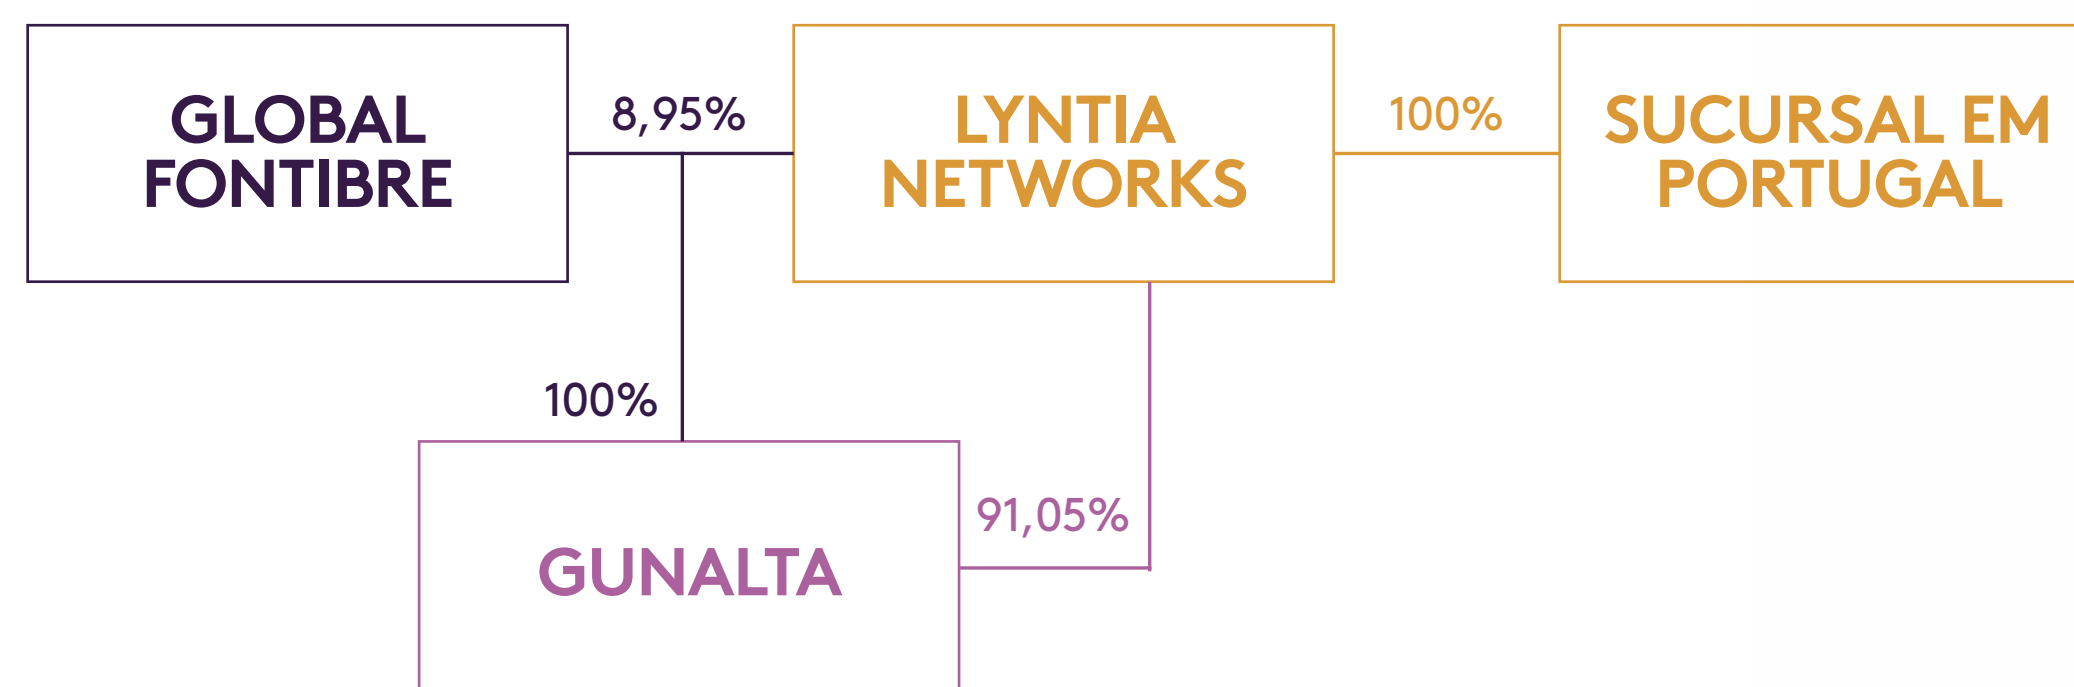 GLOBAL
FONTIBRE
8,95%
LYNTIA
NETWORKS
100%
SUCURSAL EM
PORTUGAL
100%
91,05%
GUNALTA